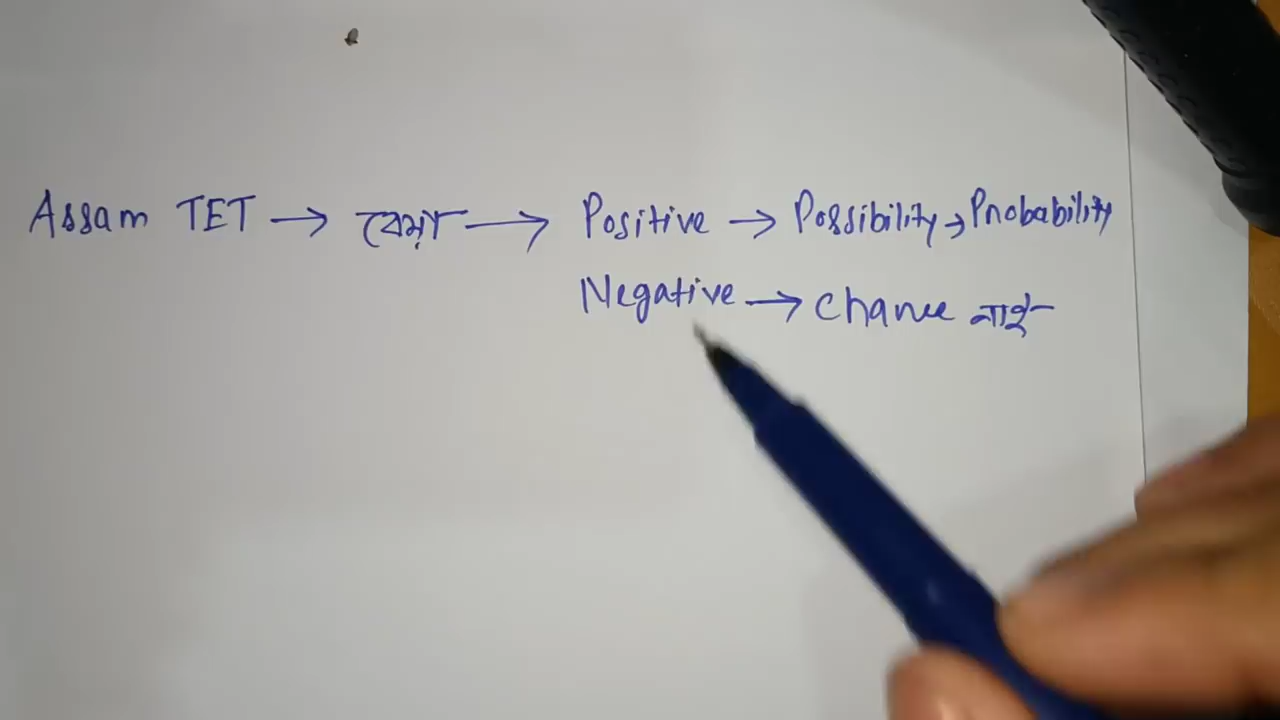 Assam TET → বেয়া → Positive → Possibility → Probability
Negative → Chance নাই